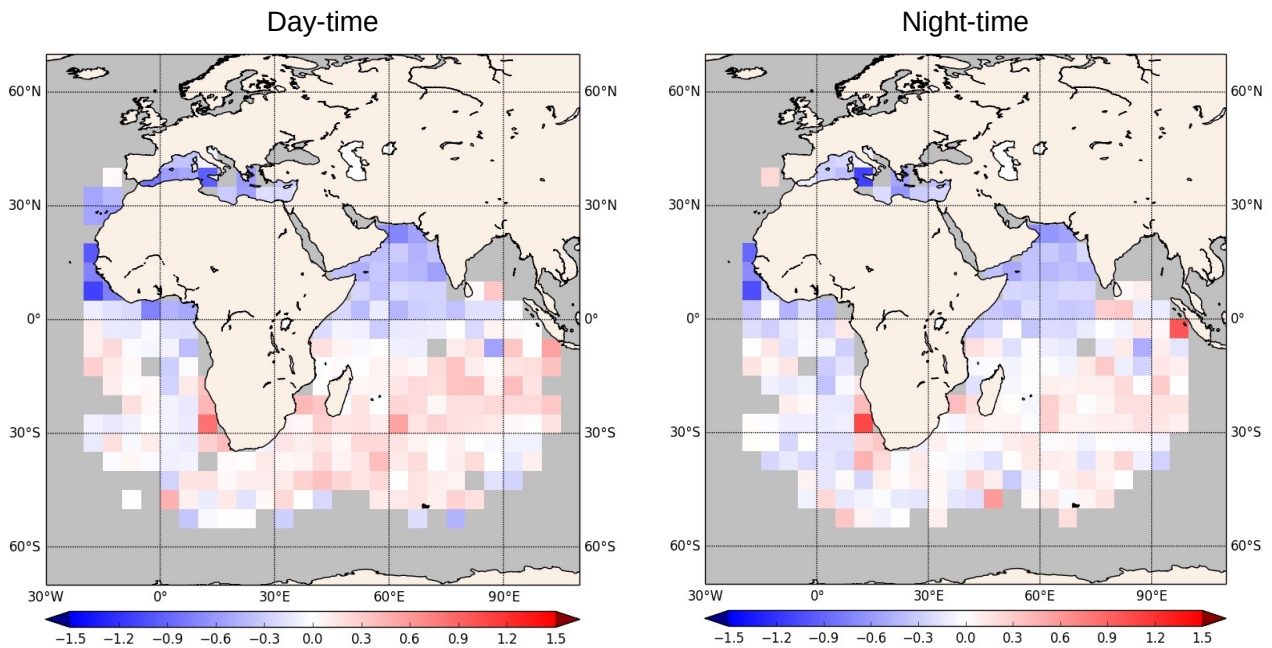 Day-time Night-time
60°N 60°N 60°N 60°N
30°N 30°N 30°N 30°N
0° 0° 0° 0°
30°S 30°S 30°S 30°S
60°S 60°S 60°S 60°S
30°W 0° 30°E 60°E 90°E 30°W 0° 30°E 60°E 90°E
−1.5 −1.2 −0.9 −0.6 −0.3 0.0 0.3 0.6 0.9 1.2 1.5 −1.5 −1.2 −0.9 −0.6 −0.3 0.0 0.3 0.6 0.9 1.2 1.5